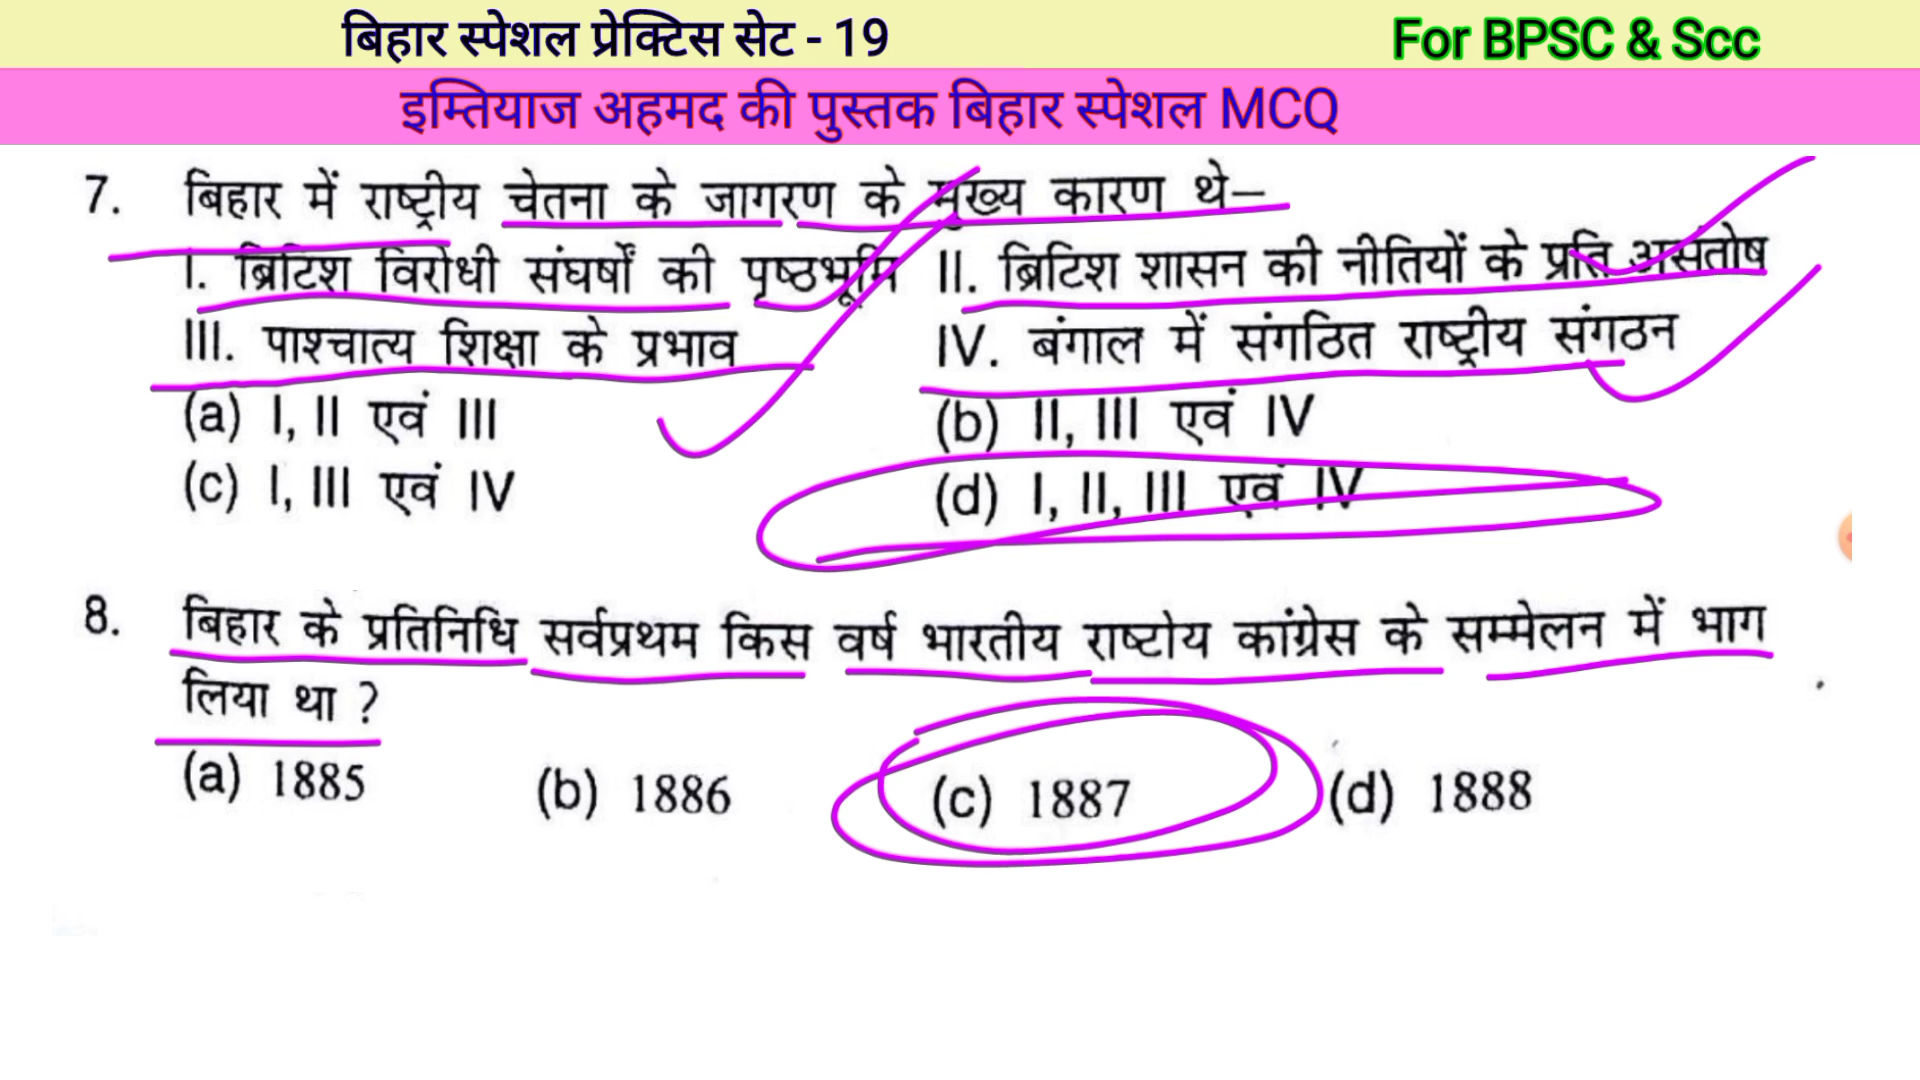 बिहार स्पेशल प्रेक्टिस सेट - 19
For BPSC & Scc
इम्तियाज अहमद की पुस्तक बिहार स्पेशल MCQ
7. बिहार में राष्ट्रीय चेतना के जागरण के मुख्य कारण थे–
I. ब्रिटिश विरोधी संघर्षों की पृष्ठभूमि II. ब्रिटिश शासन की नीतियों के प्रति असंतोष
III. पाश्चात्य शिक्षा के प्रभाव IV. बंगाल में संगठित राष्ट्रीय संगठन
(a) I, II एवं III (b) II, III एवं IV
(c) I, III एवं IV (d) I, II, III एवं IV
8. बिहार के प्रतिनिधि सर्वप्रथम किस वर्ष भारतीय राष्टोय कांग्रेस के सम्मेलन में भाग
लिया था ?
(a) 1885 (b) 1886 (c) 1887 (d) 1888